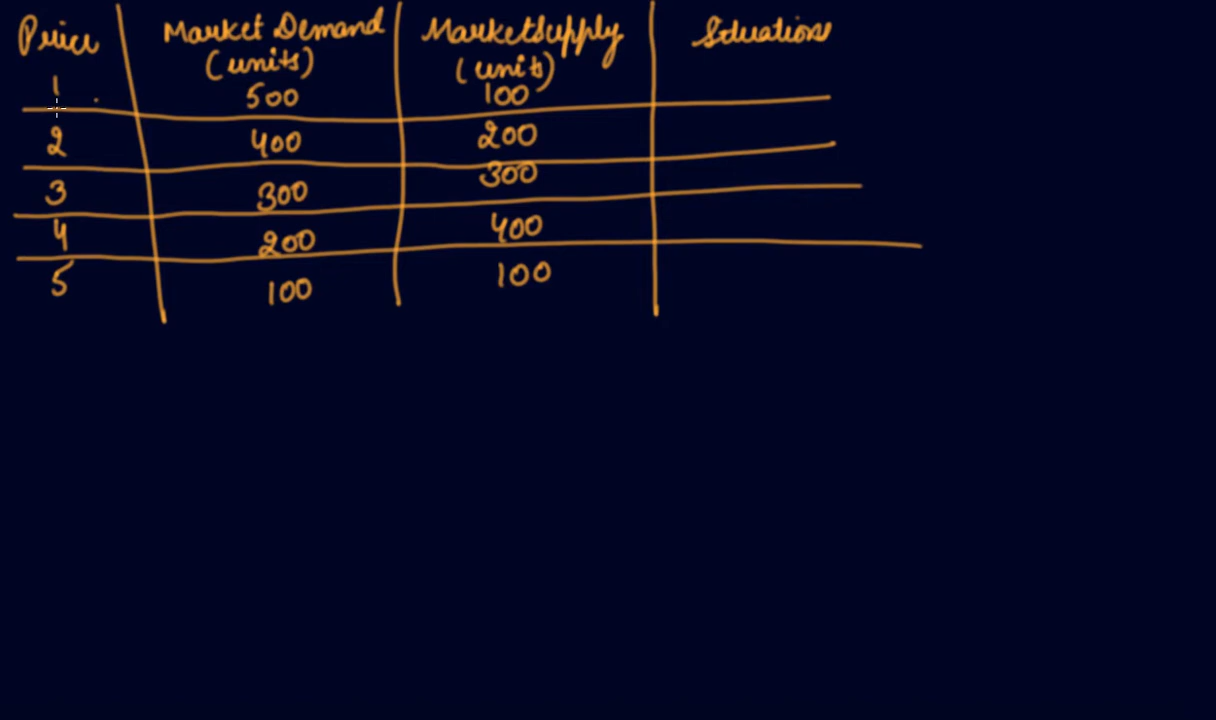 Price Market Demand Market Supply Situations
(units) (units)
1 500 100
2 400 200
3 300 300
4 200 400
5 100 100